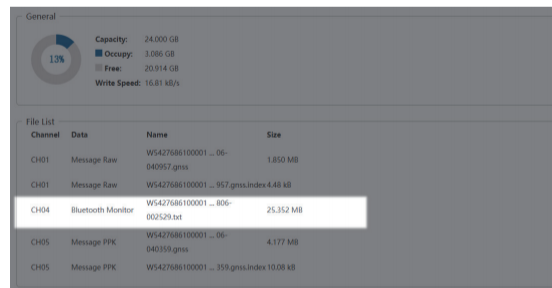 General
13%
Capacity: 24.000 GB
Occupy: 3.086 GB
Free: 20.914 GB
Write Speed: 16.81 kB/s
File List
Channel Data Name Size
CH01 Message Raw W5427686100001 ... 06-040957.gnss 1.850 MB
CH01 Message Raw W5427686100001 ... 957.gnss.index 4.48 kB
CH04 Bluetooth Monitor W5427686100001 ... 806-002529.txt 25.352 MB
CH05 Message PPK W5427686100001 ... 06-040359.gnss 4.177 MB
CH05 Message PPK W5427686100001 ... 359.gnss.index 10.08 kB